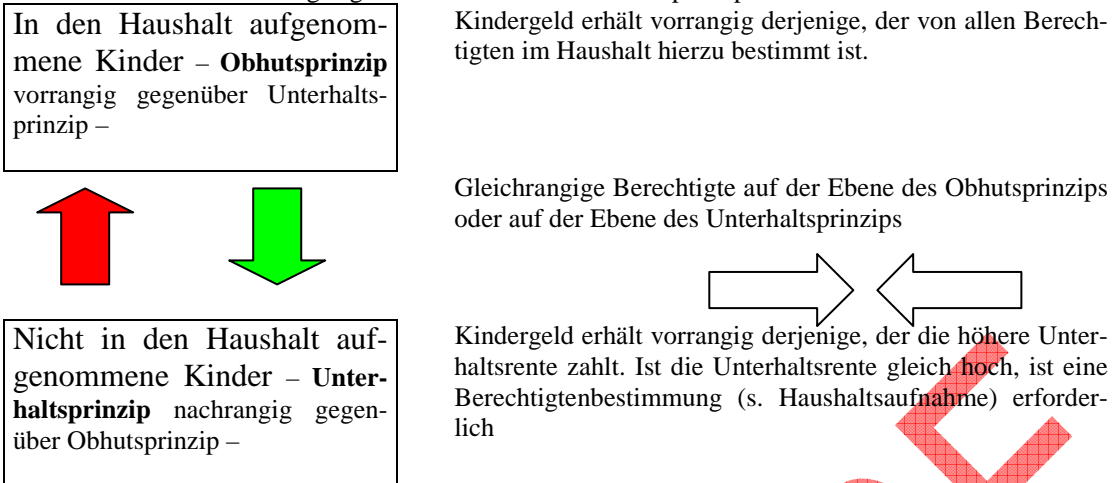 In den Haushalt aufgenom-
mene Kinder – Obhutsprinzip
vorrangig gegenüber Unterhalts-
prinzip –
Kindergeld erhält vorrangig derjenige, der von allen Berech-
tigten im Haushalt hierzu bestimmt ist.
Gleichrangige Berechtigte auf der Ebene des Obhutsprinzips
oder auf der Ebene des Unterhaltsprinzips
Nicht in den Haushalt auf-
genommene Kinder – Unter-
haltsprinzip nachrangig gegen-
über Obhutsprinzip –
Kindergeld erhält vorrangig derjenige, der die höhere Unter-
haltsrente zahlt. Ist die Unterhaltsrente gleich hoch, ist eine
Berechtigtenbestimmung (s. Haushaltsaufnahme) erforder-
lich